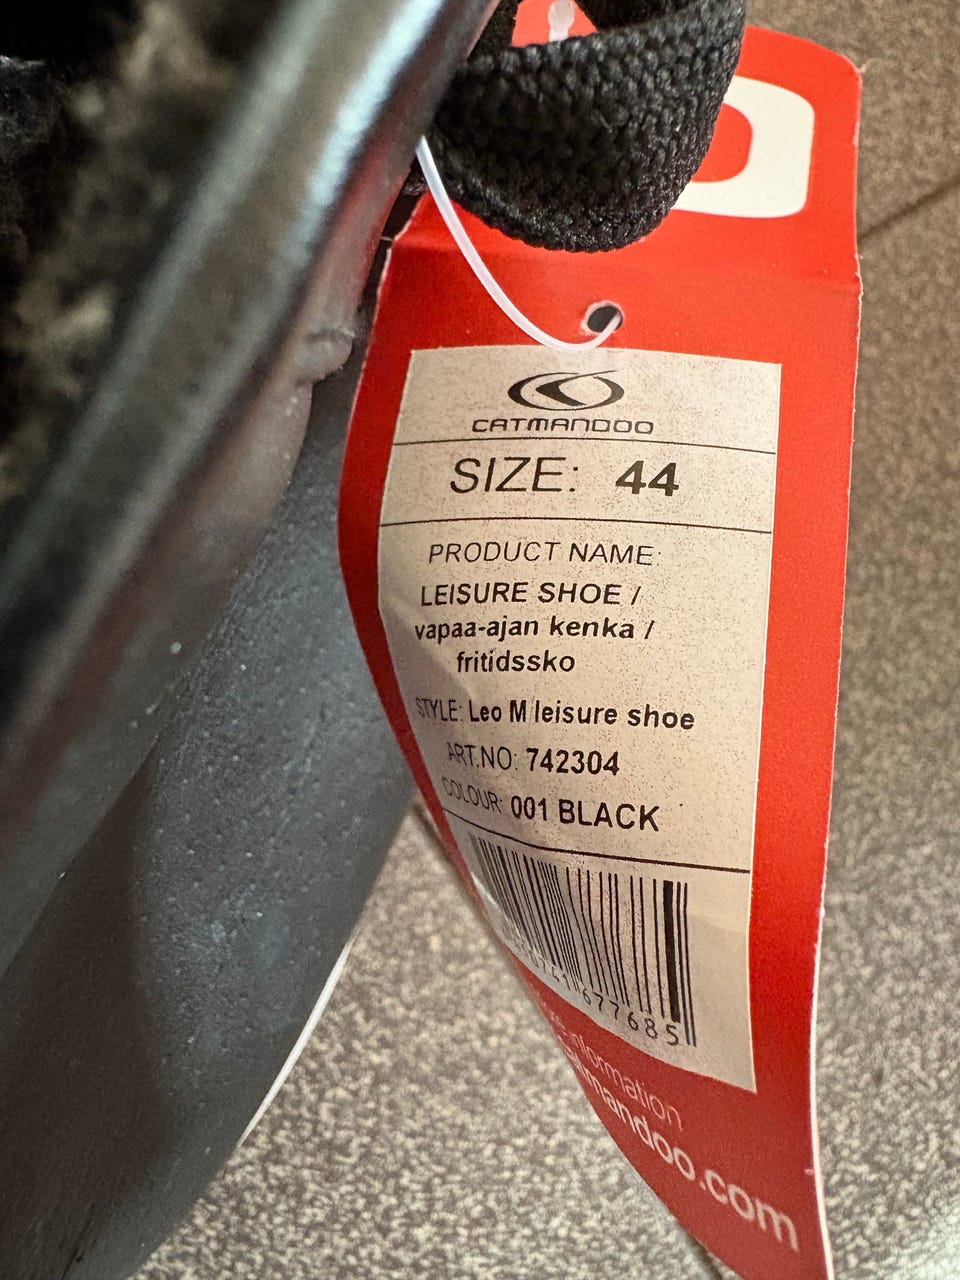 CATMANDOO
SIZE: 44
PRODUCT NAME:
LEISURE SHOE /
vapaa-ajan kenka /
fritidssko
STYLE: Leo M leisure shoe
ART.NO: 742304
COLOUR: 001 BLACK
677685
information
catmandoo.com